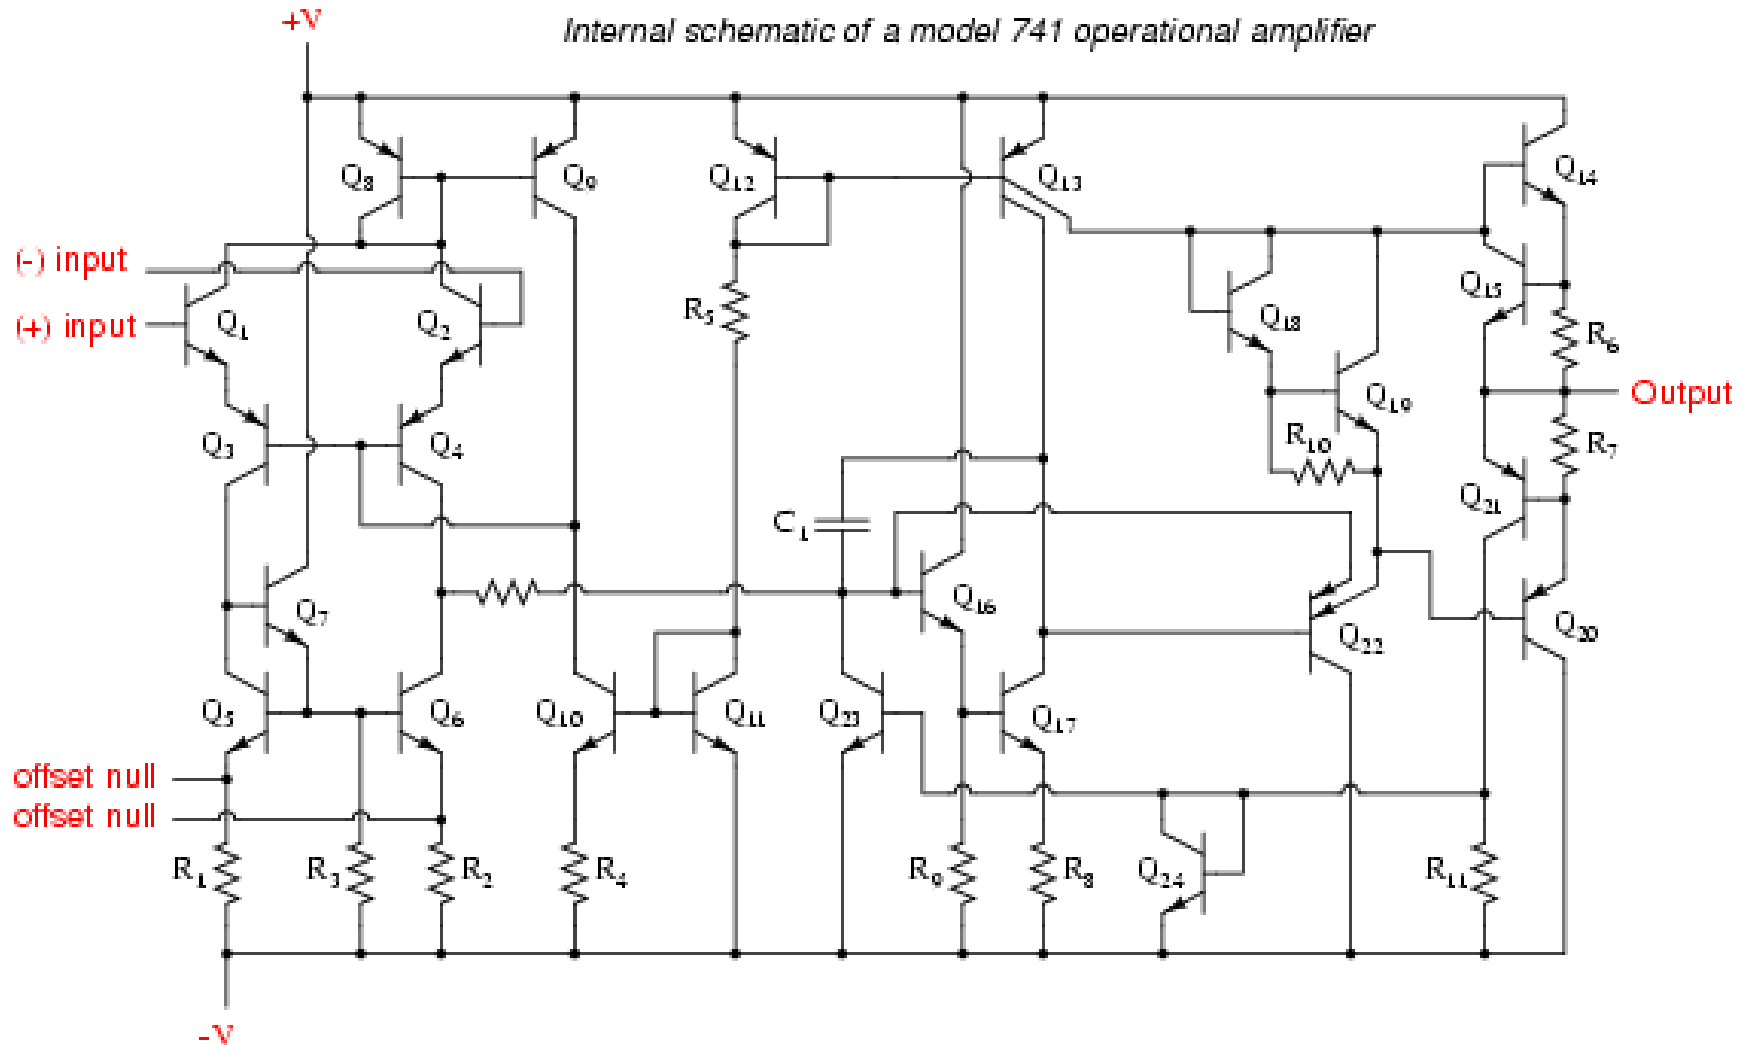 +V
Internal schematic of a model 741 operational amplifier
Q8
Q9
Q12
Q13
Q14
(-) input
(+) input
Q1
Q2
R5
Q18
Q15
R6
Output
Q3
Q4
Q19
R10
R7
C1
Q21
Q7
Q16
Q22
Q20
Q5
Q6
Q10
Q11
Q23
Q17
offset null
offset null
R1
R3
R2
R4
R9
R8
Q24
R11
-V